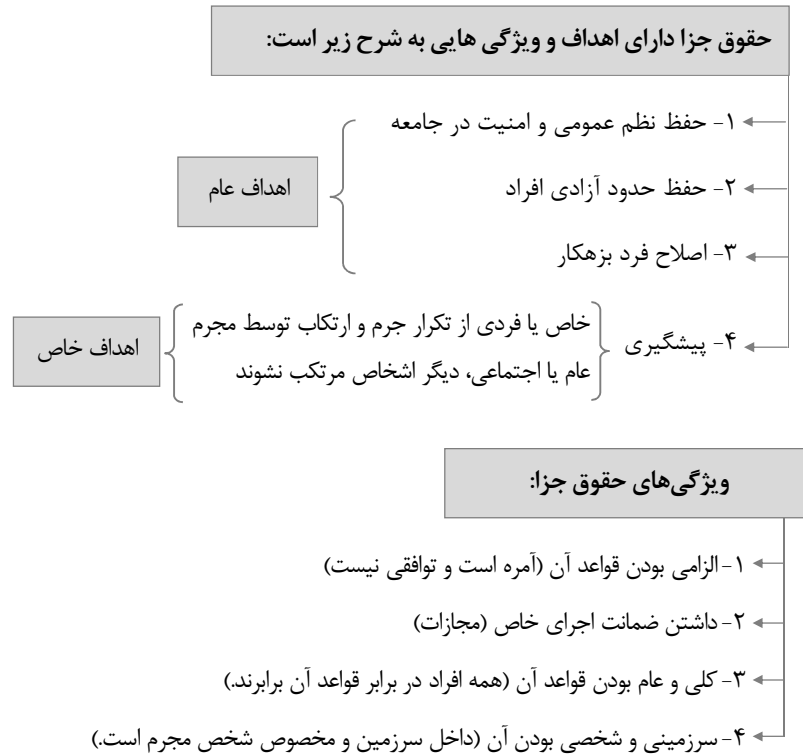 حقوق جزا دارای اهداف و ویژگی هایی به شرح زیر است:
۱- حفظ نظم عمومی و امنیت در جامعه
۲- حفظ حدود آزادی افراد
اهداف عام
۳- اصلاح فرد بزهکار
۴- پیشگیری
خاص یا فردی از تکرار جرم و ارتکاب توسط مجرم
عام یا اجتماعی، دیگر اشخاص مرتکب نشوند
اهداف خاص
ویژگی‌های حقوق جزا:
۱- الزامی بودن قواعد آن (آمره است و توافقی نیست)
۲- داشتن ضمانت اجرای خاص (مجازات)
۳- کلی و عام بودن قواعد آن (همه افراد در برابر قواعد آن برابرند.)
۴- سرزمینی و شخصی بودن آن (داخل سرزمین و مخصوص شخص مجرم است.)